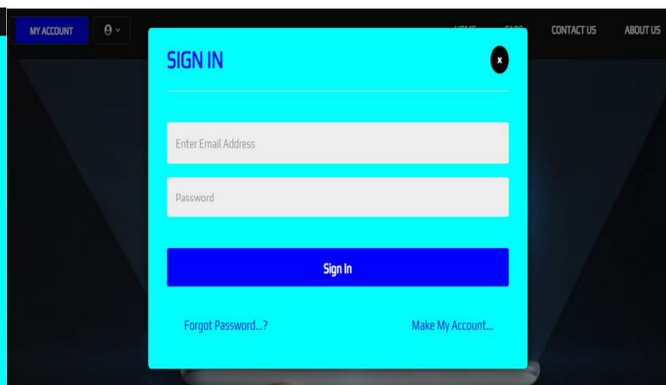 MY ACCOUNT
CONTACT US
ABOUT US
SIGN IN
x
Enter Email Address
Password
Sign In
Forgot Password...?
Make My Account...